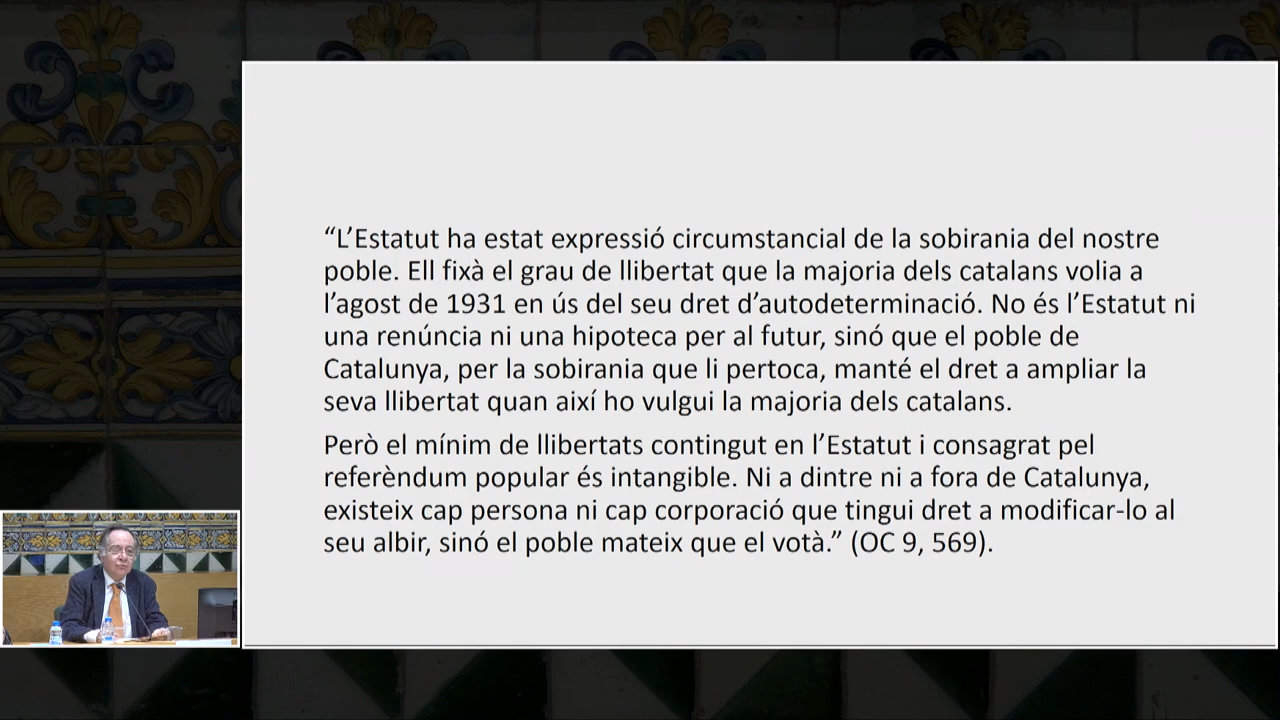 “L’Estatut ha estat expressió circumstancial de la sobirania del nostre
poble. Ell fixà el grau de llibertat que la majoria dels catalans volia a
l’agost de 1931 en ús del seu dret d’autodeterminació. No és l’Estatut ni
una renúncia ni una hipoteca per al futur, sinó que el poble de
Catalunya, per la sobirania que li pertoca, manté el dret a ampliar la
seva llibertat quan així ho vulgui la majoria dels catalans.
Però el mínim de llibertats contingut en l’Estatut i consagrat pel
referèndum popular és intangible. Ni a dintre ni a fora de Catalunya,
existeix cap persona ni cap corporació que tingui dret a modificar-lo al
seu albir, sinó el poble mateix que el votà.” (OC 9, 569).